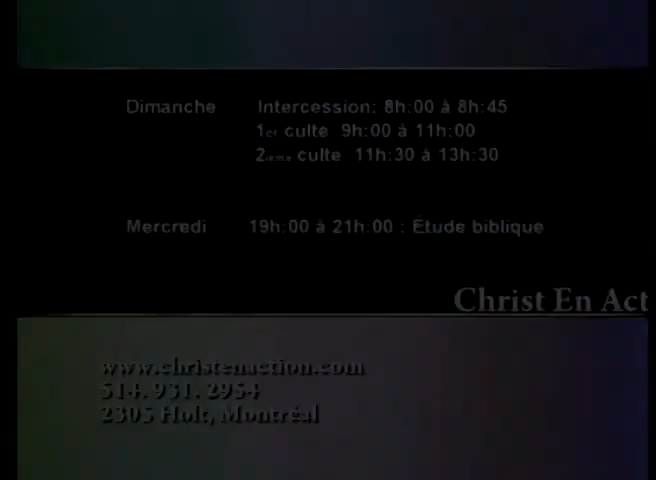 Dimanche Intercession: 8h:00 à 8h:45
1er culte 9h:00 à 11h:00
2ième culte 11h:30 à 13h:30
Mercredi 19h:00 à 21h:00 : Étude biblique
Christ En Act
www.christenaction.com
514. 931. 2954
2305 Holt, Montréal